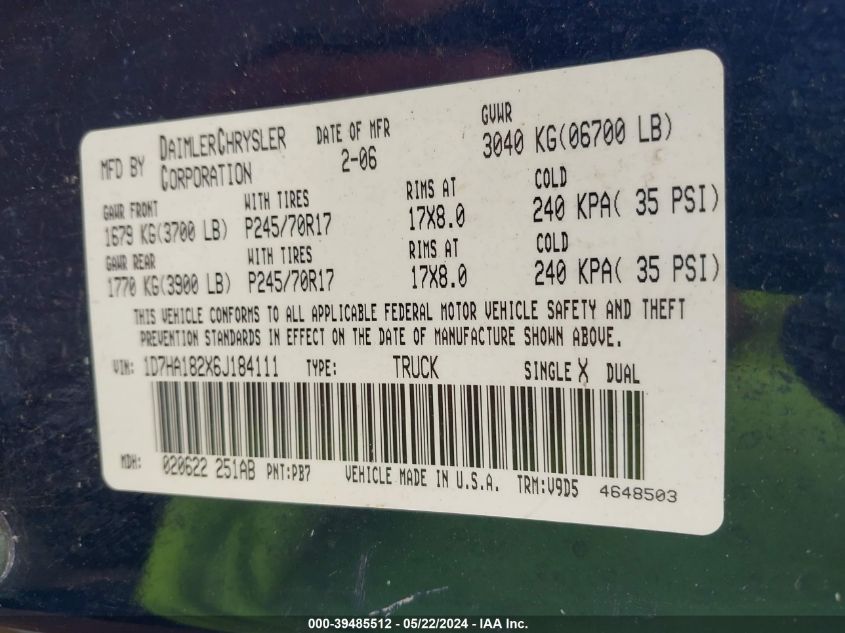 MFD BY DAIMLERCHRYSLER CORPORATION DATE OF MFR 2-06 GVWR 3040 KG(06700 LB)
GAWR FRONT WITH TIRES RIMS AT COLD
1679 KG(3700 LB) P245/70R17 17X8.0 240 KPA( 35 PSI)
GAWR REAR WITH TIRES RIMS AT COLD
1770 KG(3900 LB) P245/70R17 17X8.0 240 KPA( 35 PSI)
THIS VEHICLE CONFORMS TO ALL APPLICABLE FEDERAL MOTOR VEHICLE SAFETY AND THEFT
PREVENTION STANDARDS IN EFFECT ON THE DATE OF MANUFACTURE SHOWN ABOVE.
VIN: 1D7HA182X6J184111 TYPE: TRUCK SINGLE X DUAL
MDH: 020622 251AB PNT:PB7 VEHICLE MADE IN U.S.A. TRM:V9D5 4648503
000-39485512 - 05/22/2024 - IAA Inc.